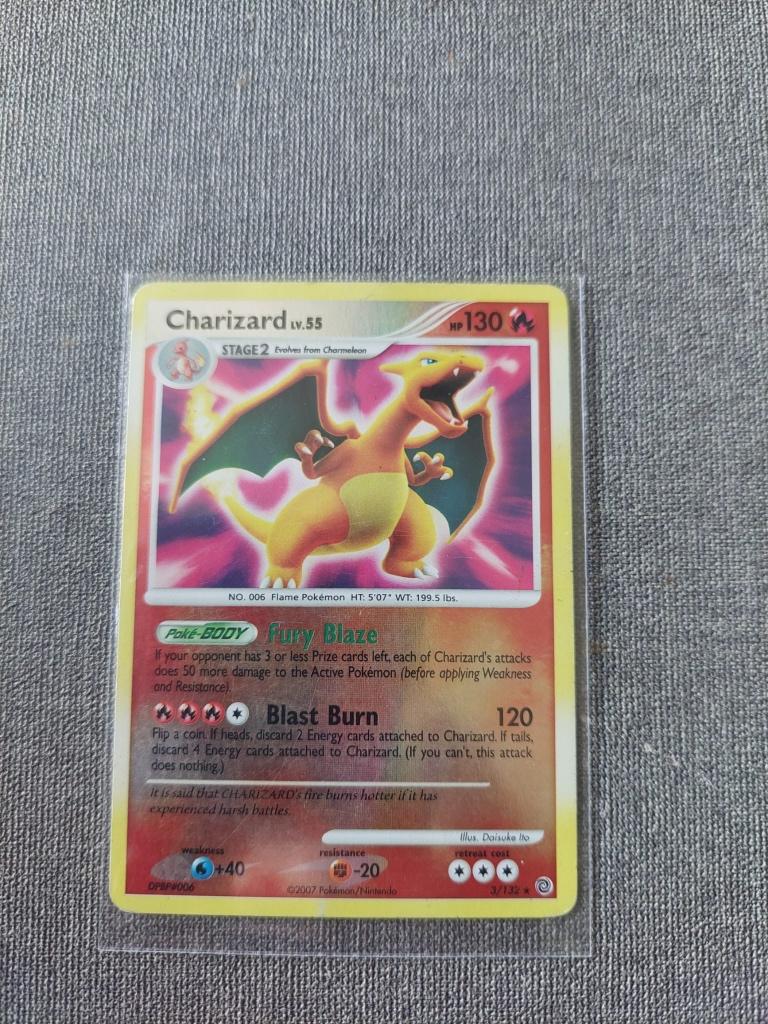 Charizard LV.55 HP 130
STAGE2 Evolves from Charmeleon
NO. 006 Flame Pokémon HT: 5'07" WT: 199.5 lbs.
Poké-BODY Fury Blaze
If your opponent has 3 or less Prize cards left, each of Charizard's attacks
does 50 more damage to the Active Pokémon (before applying Weakness
and Resistance).
Blast Burn 120
Flip a coin. If heads, discard 2 Energy cards attached to Charizard. If tails,
discard 4 Energy cards attached to Charizard. (If you can't, this attack
does nothing.)
It is said that CHARIZARD's fire burns hotter if it has
experienced harsh battles.
Illus. Daisuke Ito
weakness resistance retreat cost
+40 -20
DPBP#006 ©2007 Pokémon/Nintendo 3/132 ★